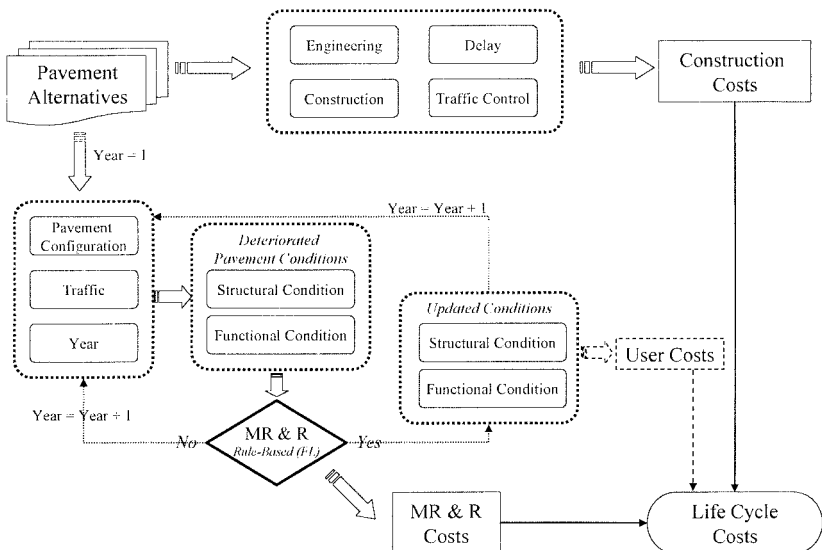 Pavement
Alternatives
Engineering
Delay
Construction
Traffic Control
Construction
Costs
Year = 1
Year = Year + 1
Pavement
Configuration
Traffic
Year
Deteriorated
Pavement Conditions
Structural Condition
Functional Condition
Updated Conditions
Structural Condition
Functional Condition
User Costs
Year = Year + 1
No
MR & R
Rule-Based (FL)
Yes
MR & R
Costs
Life Cycle
Costs